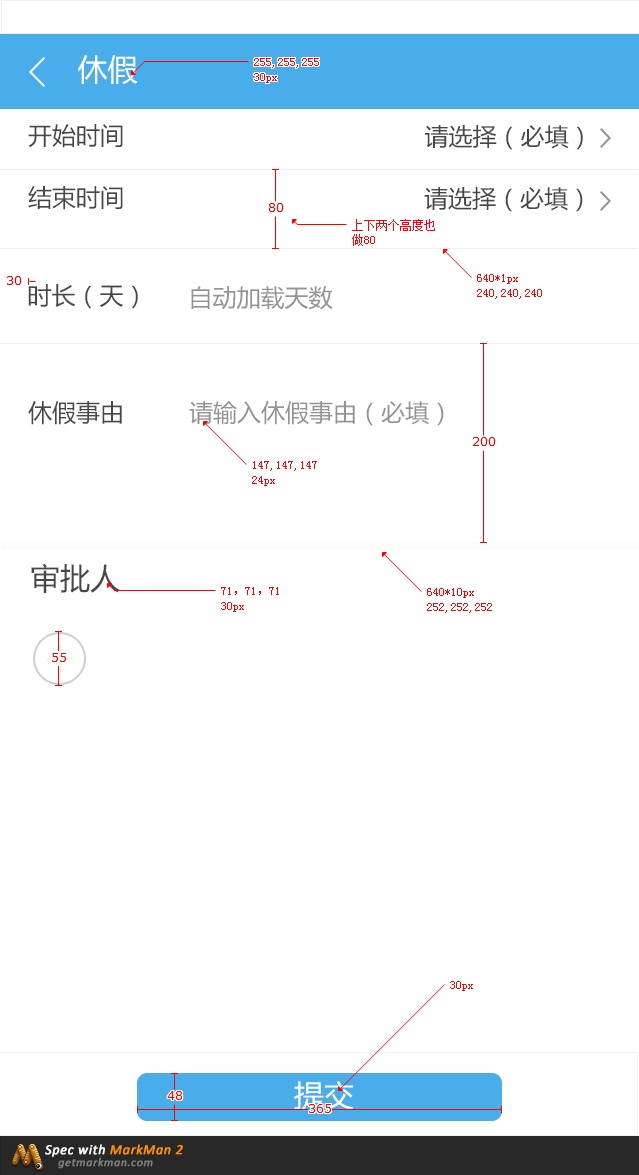 休假
255, 255, 255
30px
开始时间 请选择（必填）
结束时间 请选择（必填）
80
上下两个高度也
做80
30
640*1px
240, 240, 240
时长（天） 自动加载天数
休假事由 请输入休假事由（必填）
200
147, 147, 147
24px
审批人
71，71，71
30px
640*10px
252, 252, 252
55
30px
提交
48
365
Spec with MarkMan 2
getmarkman.com